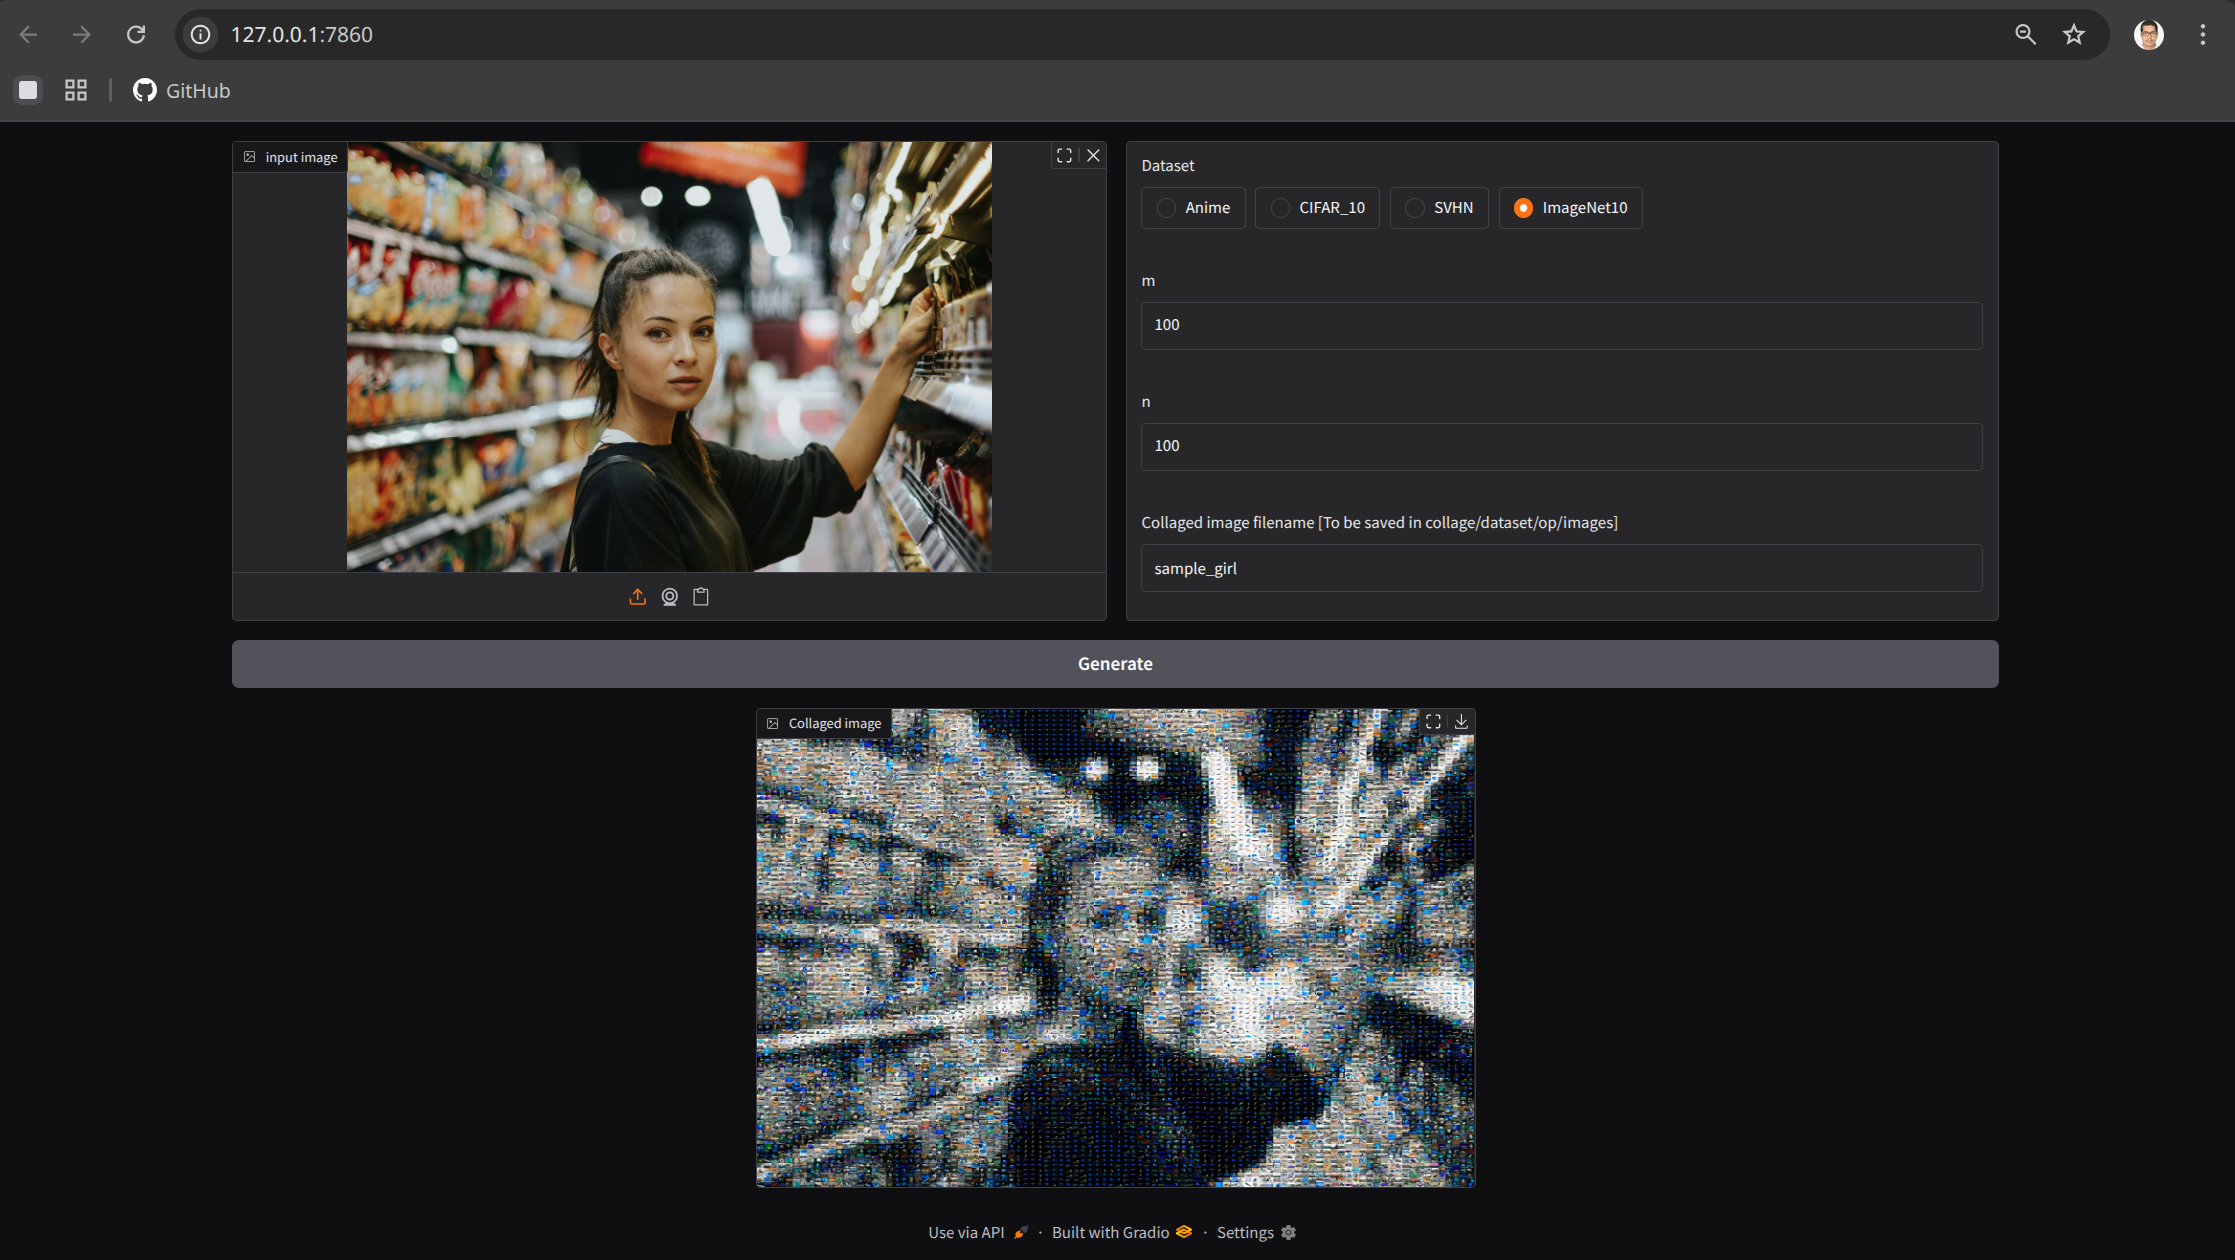 127.0.0.1:7860
GitHub
input image
Dataset
Anime
CIFAR_10
SVHN
ImageNet10
m
100
n
100
Collaged image filename [To be saved in collage/dataset/op/images]
sample_girl
Generate
Collaged image
Use via API · Built with Gradio · Settings